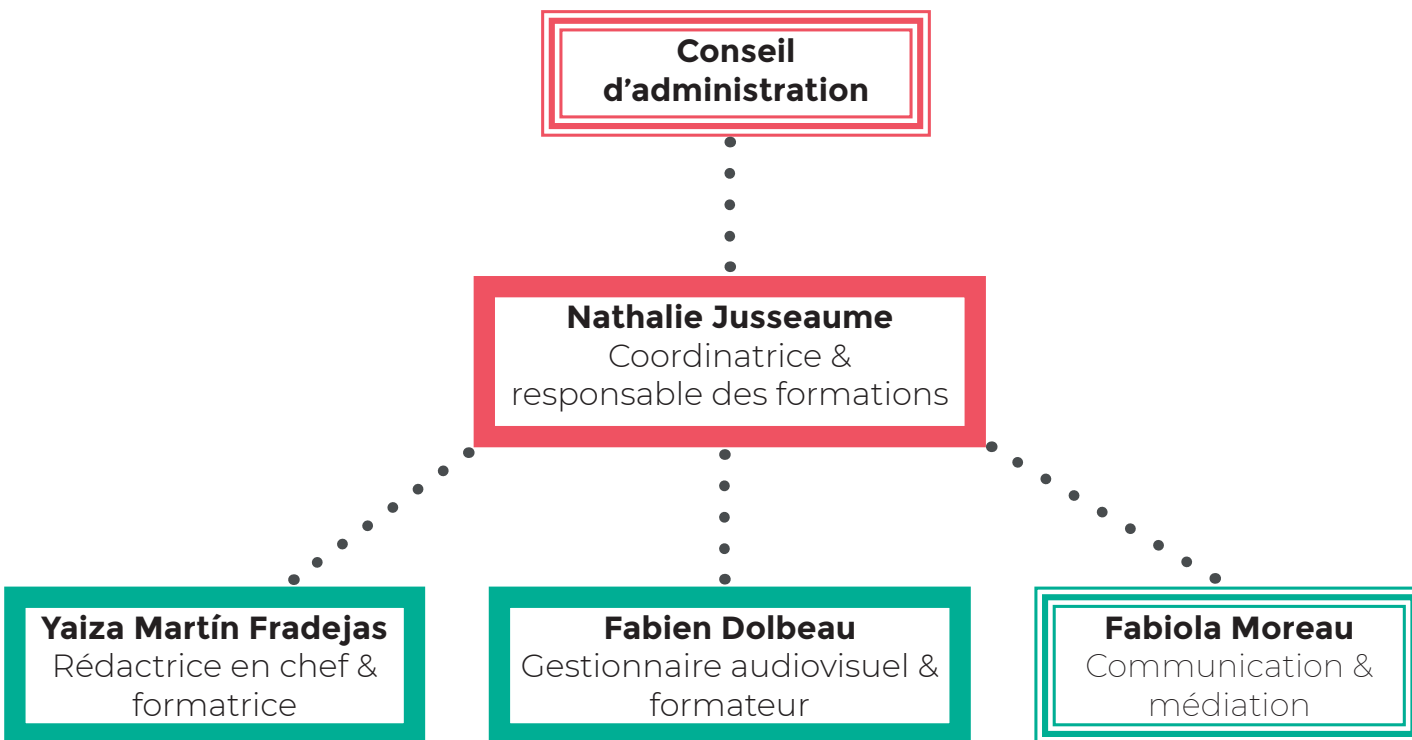 Conseil
d’administration
Nathalie Jusseaume
Coordinatrice &
responsable des formations
Yaiza Martín Fradejas
Rédactrice en chef &
formatrice
Fabien Dolbeau
Gestionnaire audiovisuel &
formateur
Fabiola Moreau
Communication &
médiation